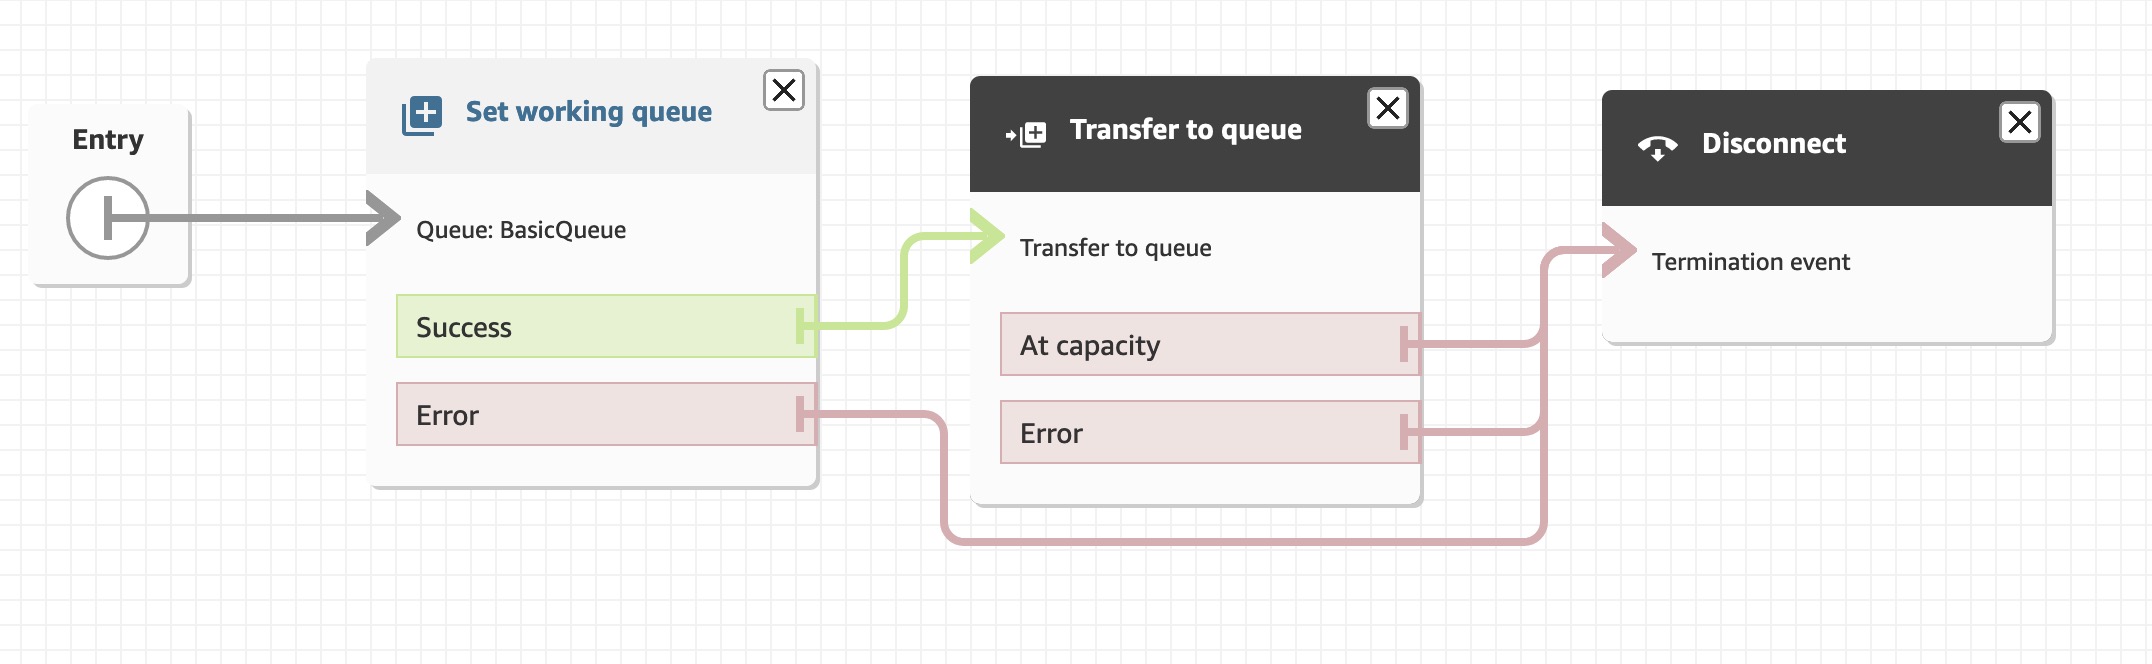 Entry
Set working queue
Queue: BasicQueue
Success
Error
Transfer to queue
Transfer to queue
At capacity
Error
Disconnect
Termination event